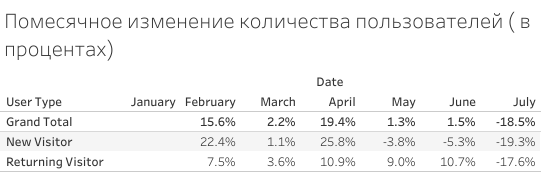 Помесячное изменение количества пользователей ( в
процентах)
Date
User Type January February March April May June July
Grand Total 15.6% 2.2% 19.4% 1.3% 1.5% -18.5%
New Visitor 22.4% 1.1% 25.8% -3.8% -5.3% -19.3%
Returning Visitor 7.5% 3.6% 10.9% 9.0% 10.7% -17.6%